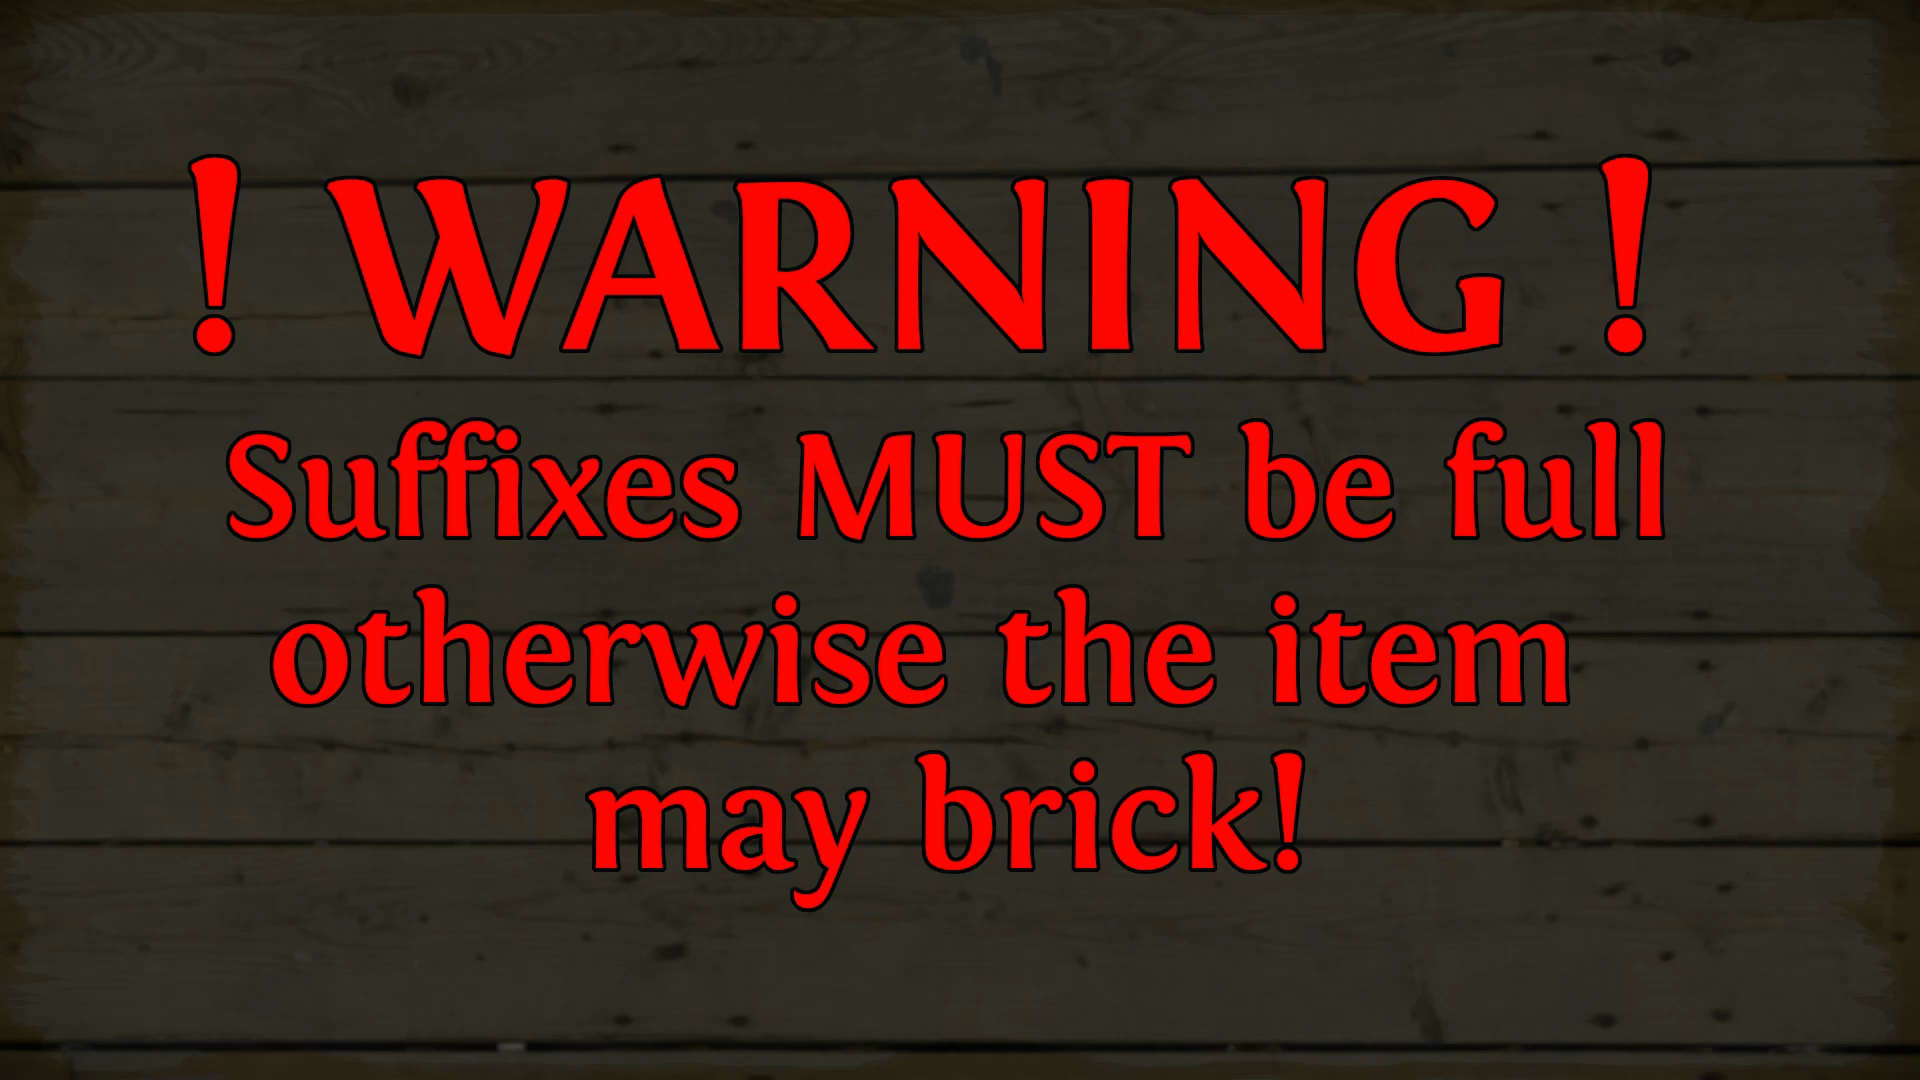 ! WARNING !
Suffixes MUST be full
otherwise the item
may brick!